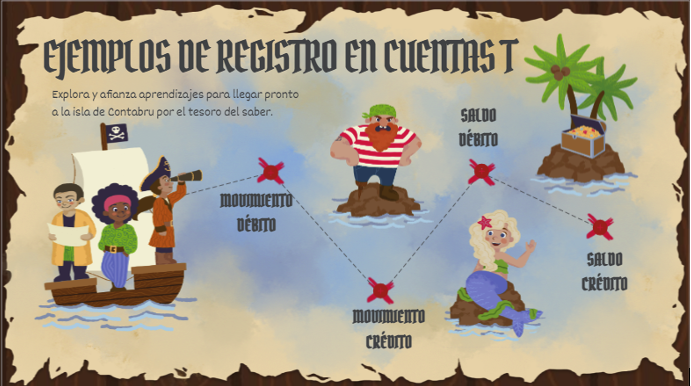 EJEMPLOS DE REGISTRO EN CUENTAS T
Explora y afianza aprendizajes para llegar pronto
a la isla de Contabru por el tesoro del saber.
MOVIMIENTO
DÉBITO
MOVIMIENTO
CRÉDITO
SALDO
DÉBITO
SALDO
CRÉDITO